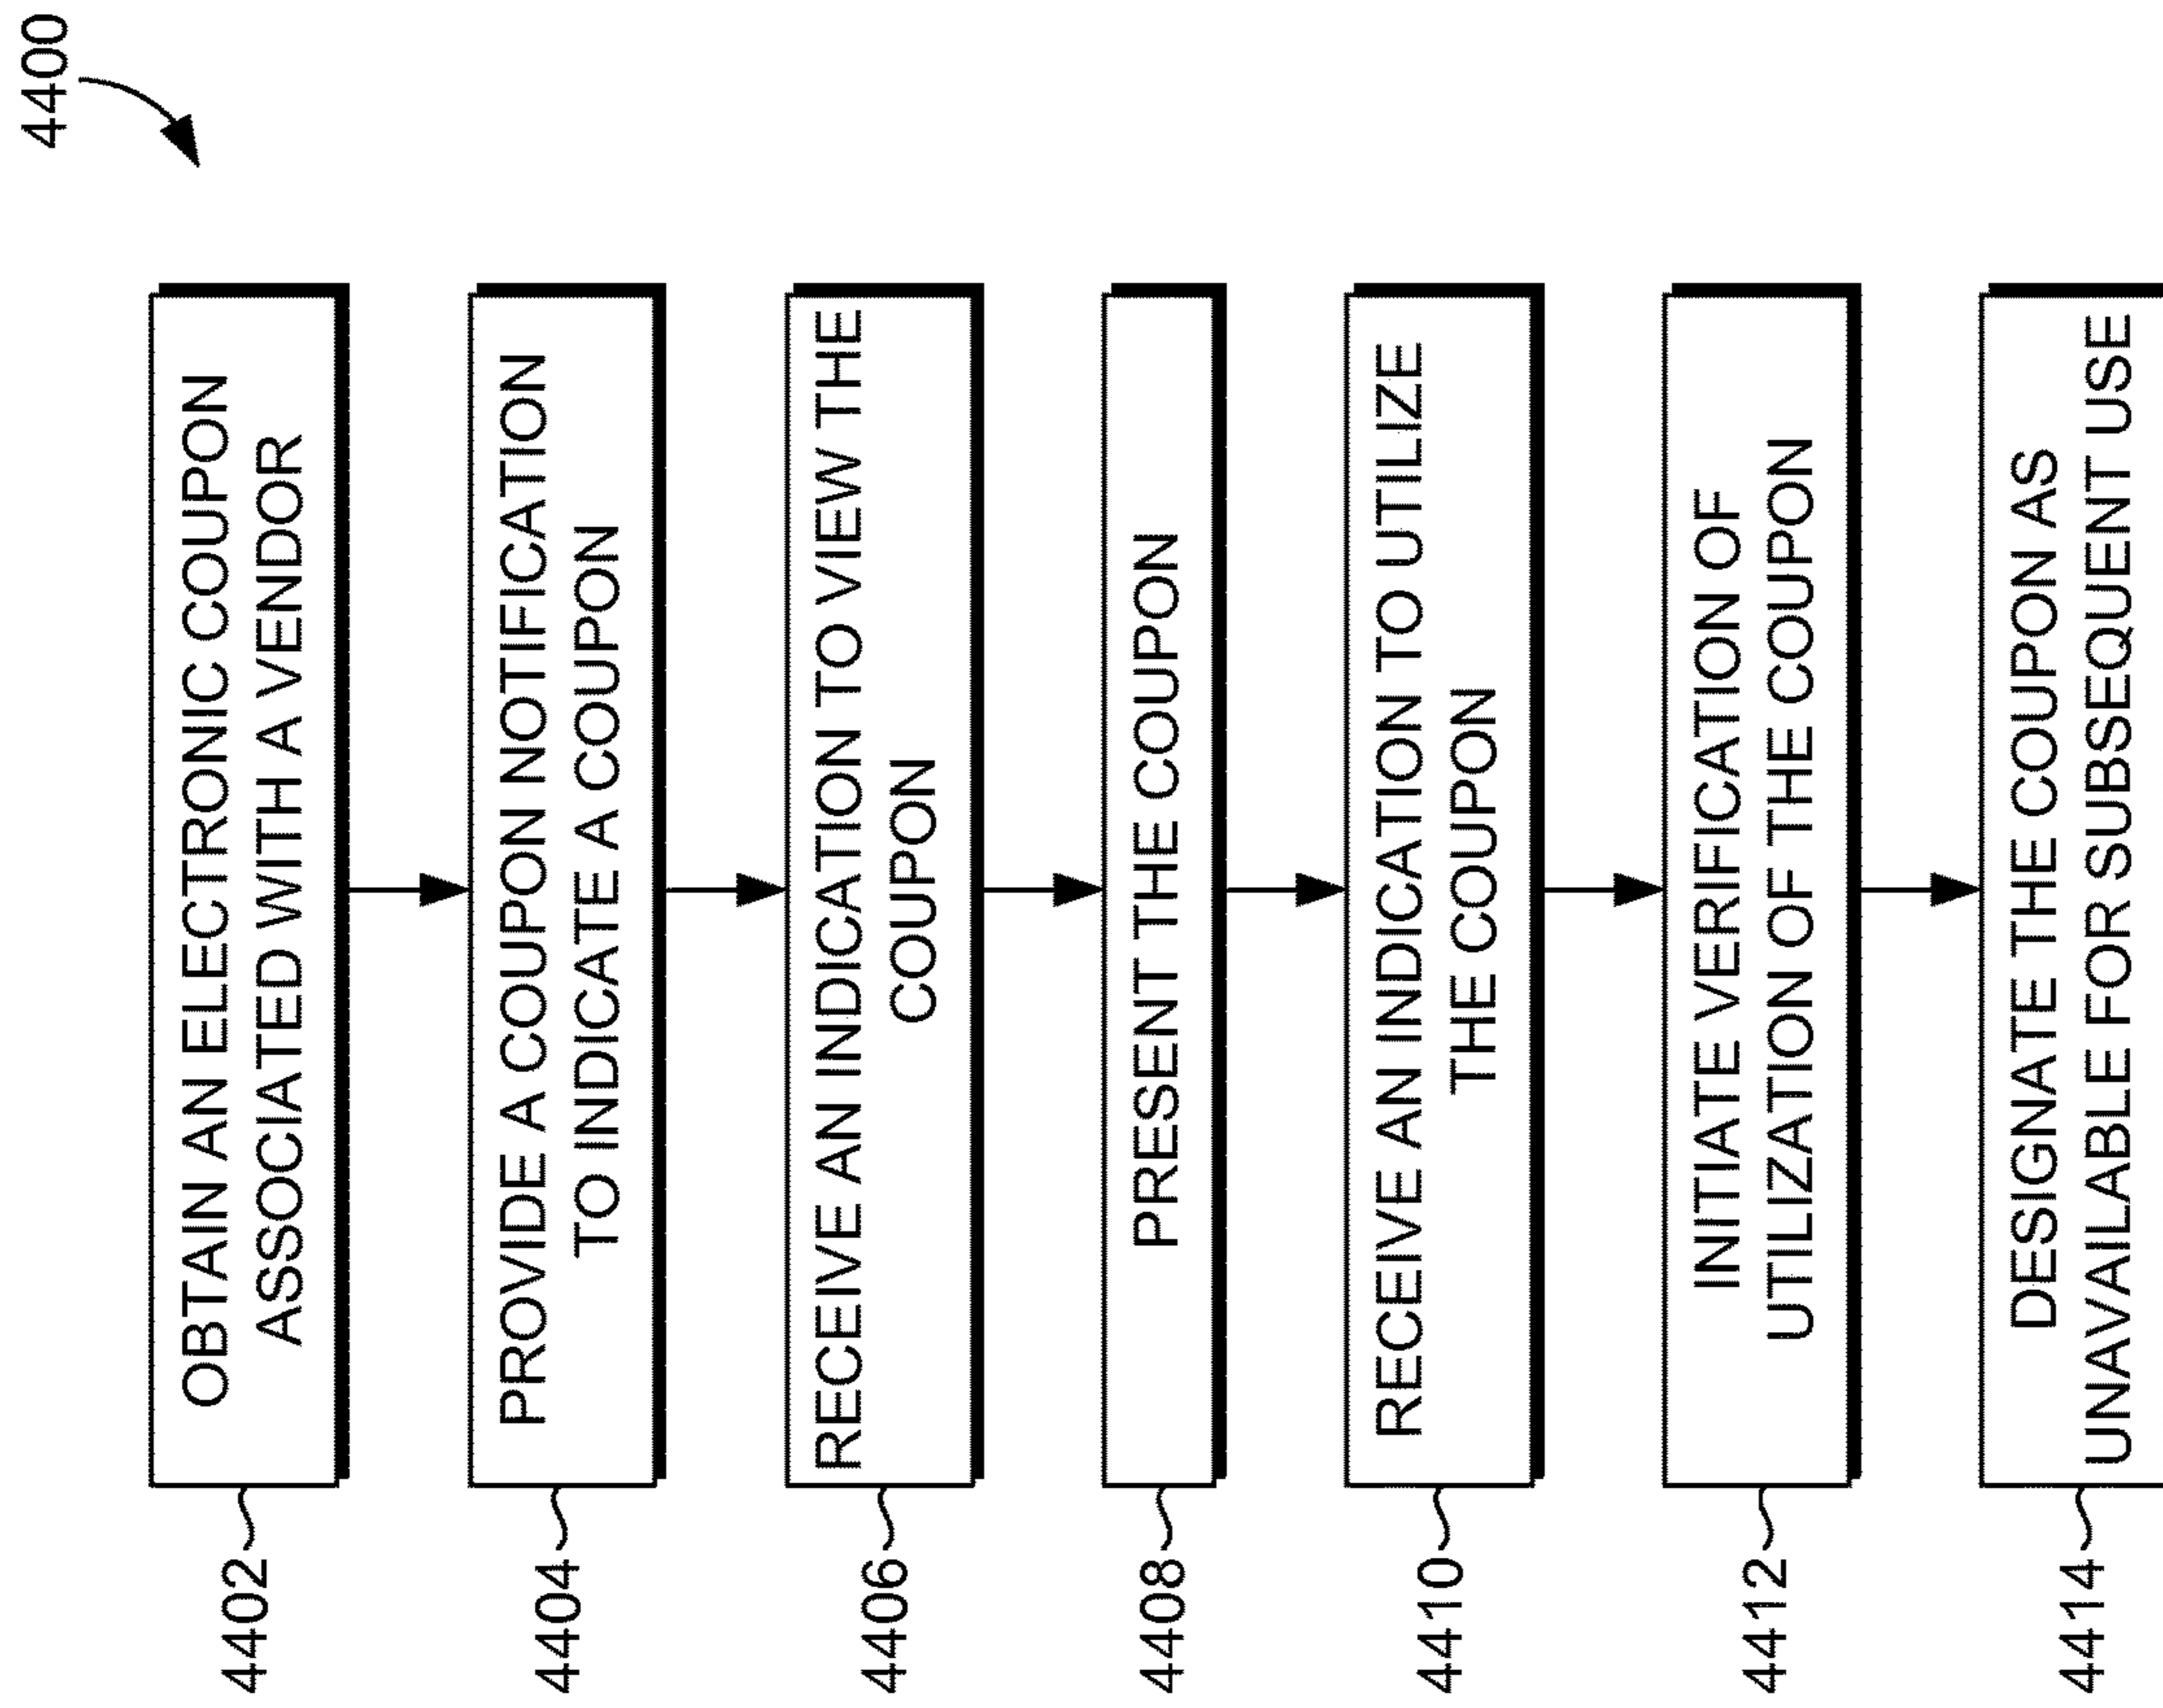 4400
4402
OBTAIN AN ELECTRONIC COUPON
ASSOCIATED WITH A VENDOR
4404
PROVIDE A COUPON NOTIFICATION
TO INDICATE A COUPON
4406
RECEIVE AN INDICATION TO VIEW THE
COUPON
4408
PRESENT THE COUPON
4410
RECEIVE AN INDICATION TO UTILIZE
THE COUPON
4412
INITIATE VERIFICATION OF
UTILIZATION OF THE COUPON
4414
DESIGNATE THE COUPON AS
UNAVAILABLE FOR SUBSEQUENT USE